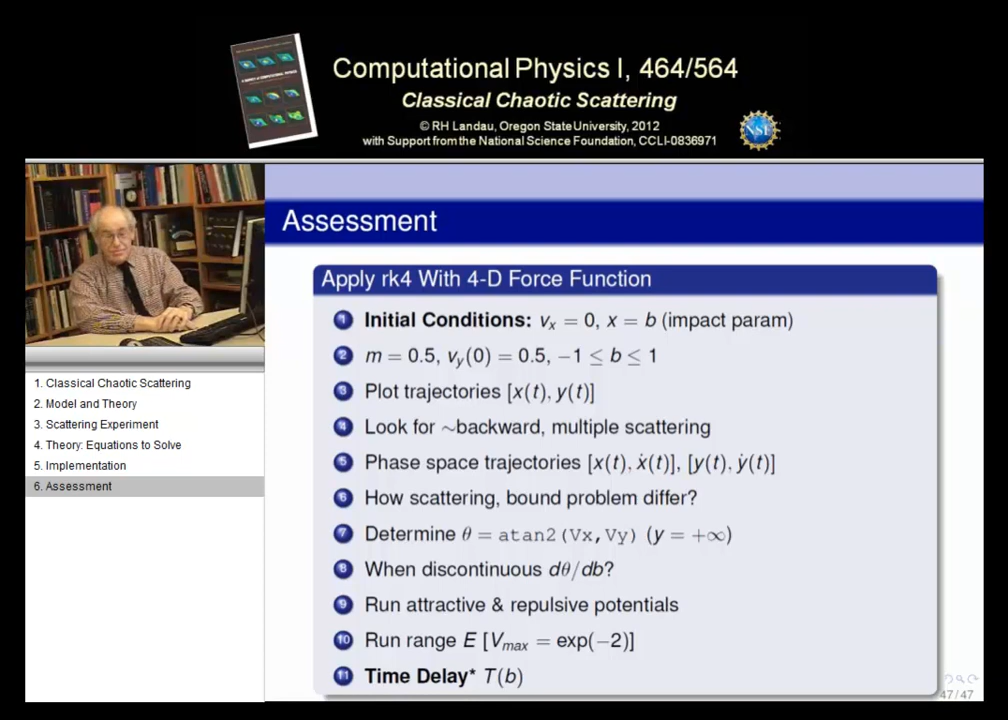 Computational Physics I, 464/564
Classical Chaotic Scattering
© RH Landau, Oregon State University, 2012
with Support from the National Science Foundation, CCLI-0836971
NSF
1. Classical Chaotic Scattering
2. Model and Theory
3. Scattering Experiment
4. Theory: Equations to Solve
5. Implementation
6. Assessment
Assessment
Apply rk4 With 4-D Force Function
1 Initial Conditions: vₓ = 0, x = b (impact param)
2 m = 0.5, v_y(0) = 0.5, −1 ≤ b ≤ 1
3 Plot trajectories [x(t), y(t)]
4 Look for ~backward, multiple scattering
5 Phase space trajectories [x(t), ẋ(t)], [y(t), ẏ(t)]
6 How scattering, bound problem differ?
7 Determine θ = atan2(Vx,Vy) (y = +∞)
8 When discontinuous dθ/db?
9 Run attractive & repulsive potentials
10 Run range E [V_max = exp(−2)]
11 Time Delay* T(b)
47/47